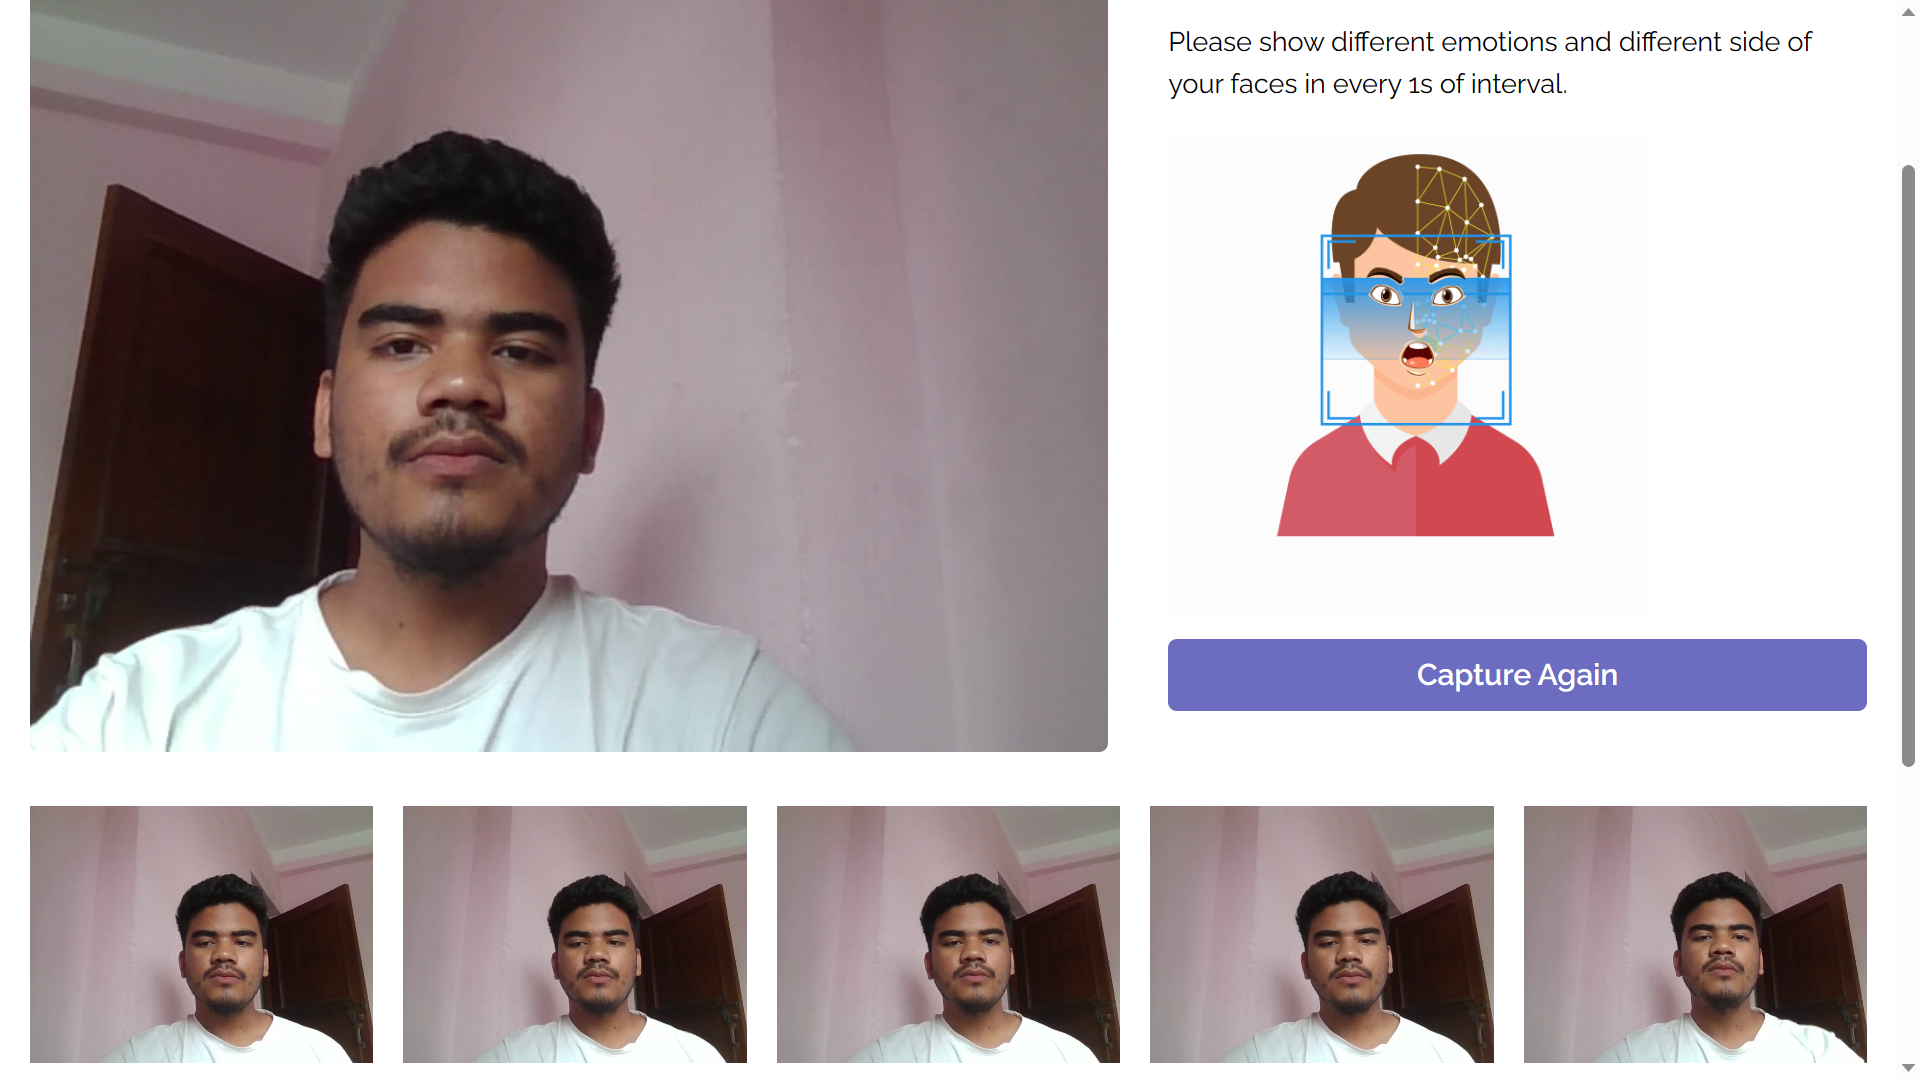 Please show different emotions and different side of
your faces in every 1s of interval.
Capture Again